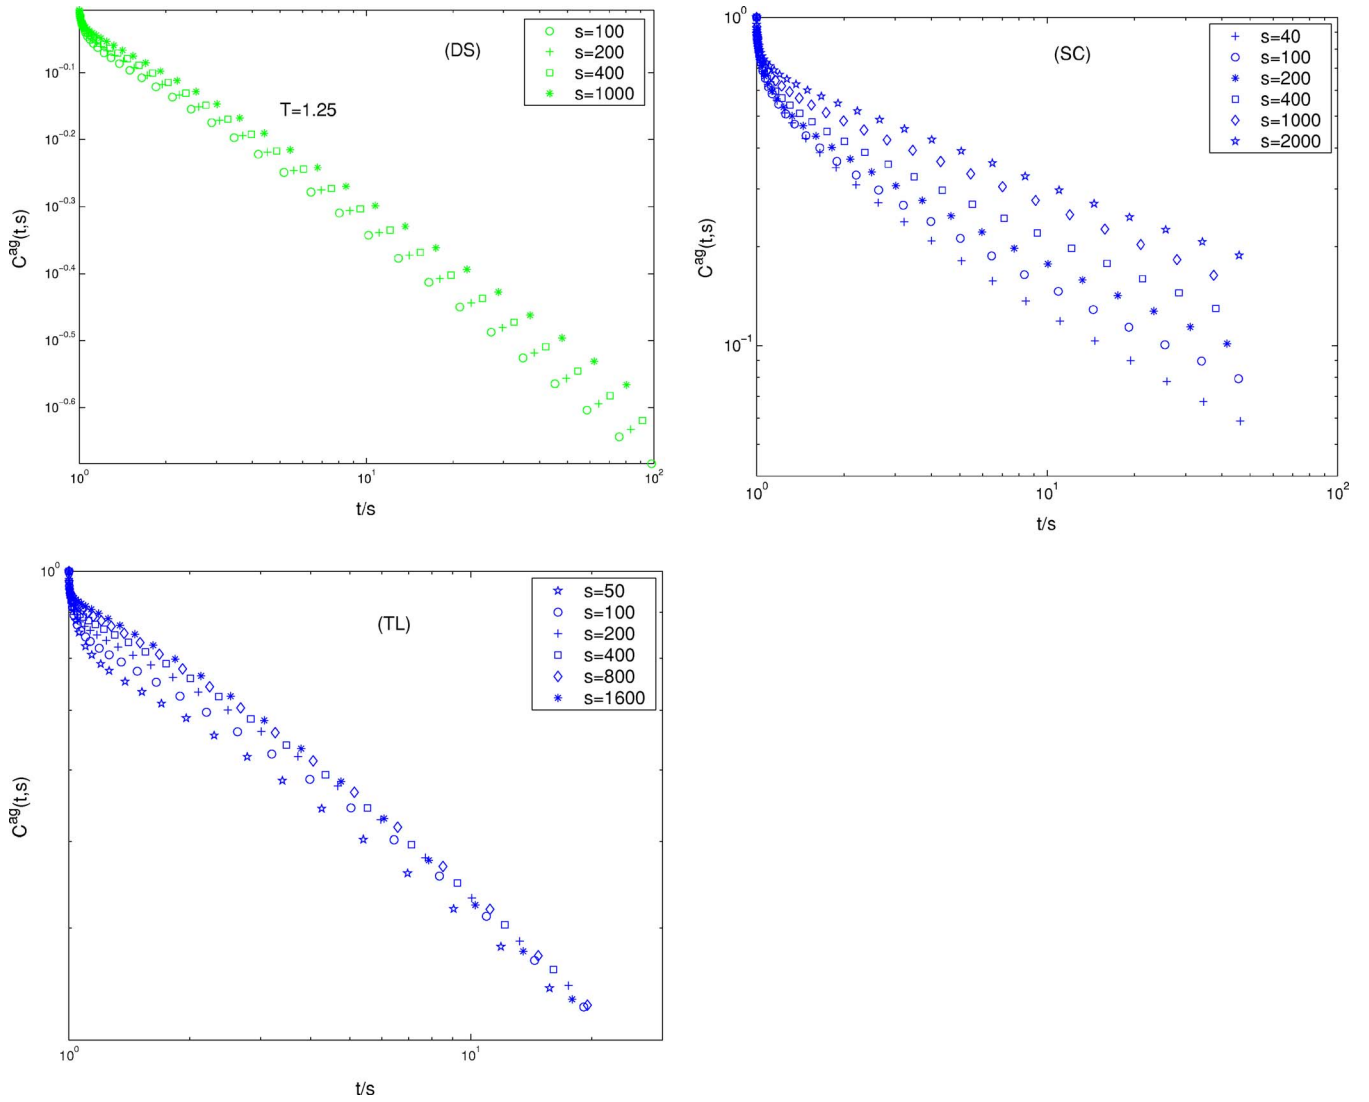 (DS)
s=100
s=200
s=400
s=1000
T=1.25
10^-0.1
10^-0.2
10^-0.3
10^-0.4
10^-0.5
10^-0.6
C^ag(t,s)
10^0
10^1
10^2
t/s
(SC)
s=40
s=100
s=200
s=400
s=1000
s=2000
10^0
10^-1
C^ag(t,s)
10^0
10^1
10^2
t/s
(TL)
s=50
s=100
s=200
s=400
s=800
s=1600
10^0
C^ag(t,s)
10^0
10^1
t/s